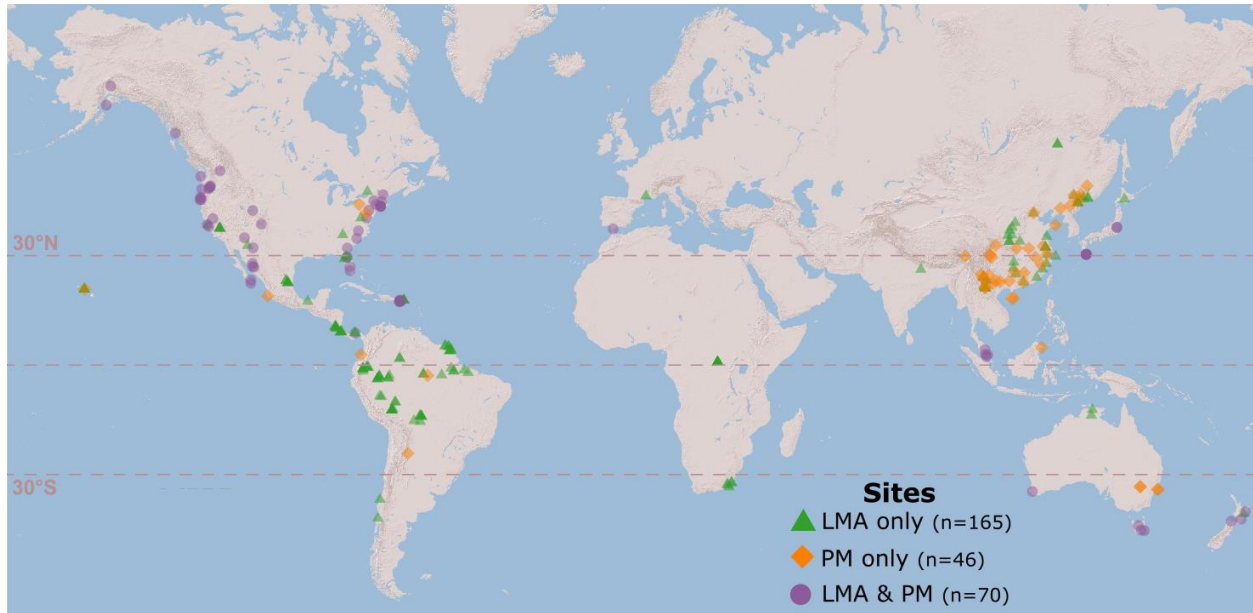 30°N
30°S
Sites
LMA only (n=165)
PM only (n=46)
LMA & PM (n=70)